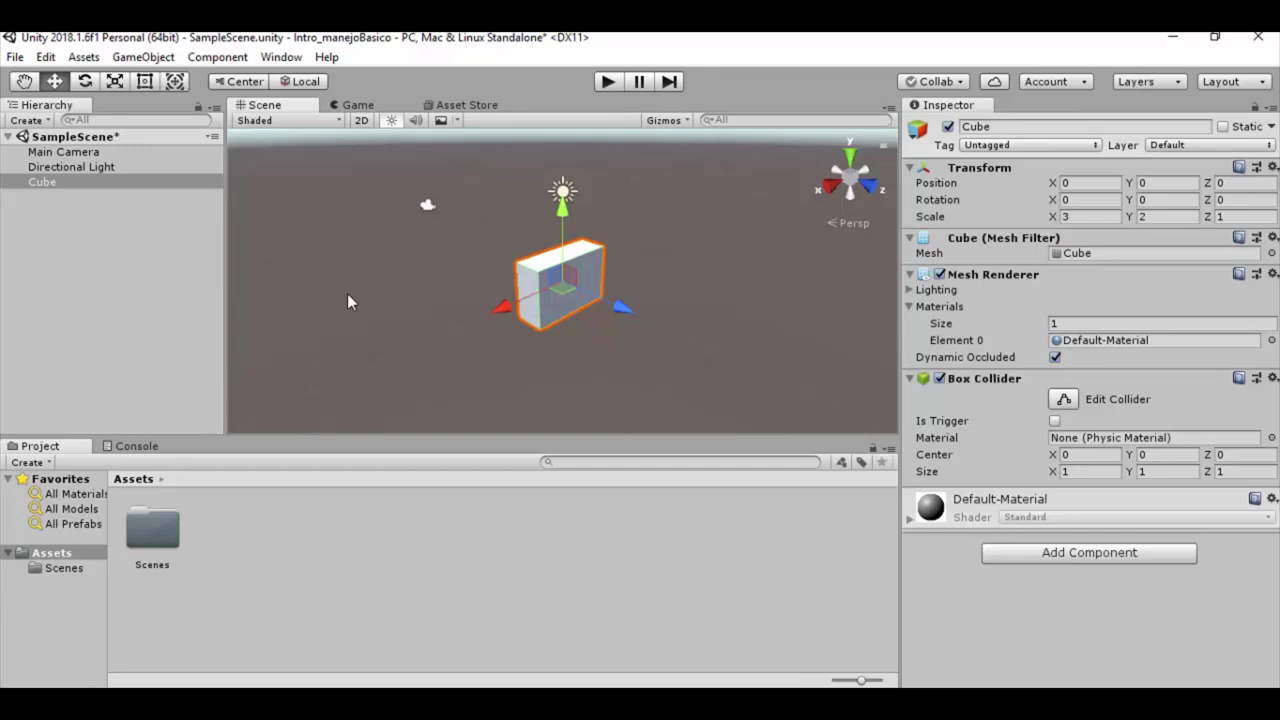 Unity 2018.1.6f1 Personal (64bit) - SampleScene.unity - Intro_manejoBasico - PC, Mac & Linux Standalone* <DX11>
File Edit Assets GameObject Component Window Help
Center Local Collab Account Layers Layout
Hierarchy
Create All
SampleScene*
Main Camera
Directional Light
Cube
Scene Game Asset Store
Shaded 2D Gizmos All
y
x z
Persp
Inspector
Cube Static
Tag Untagged Layer Default
Transform
Position X 0 Y 0 Z 0
Rotation X 0 Y 0 Z 0
Scale X 3 Y 2 Z 1
Cube (Mesh Filter)
Mesh Cube
Mesh Renderer
Lighting
Materials
Size 1
Element 0 Default-Material
Dynamic Occluded
Box Collider
Edit Collider
Is Trigger
Material None (Physic Material)
Center X 0 Y 0 Z 0
Size X 1 Y 1 Z 1
Default-Material
Shader Standard
Add Component
Project Console
Create
Favorites
All Materials
All Models
All Prefabs
Assets
Scenes
Assets
Scenes